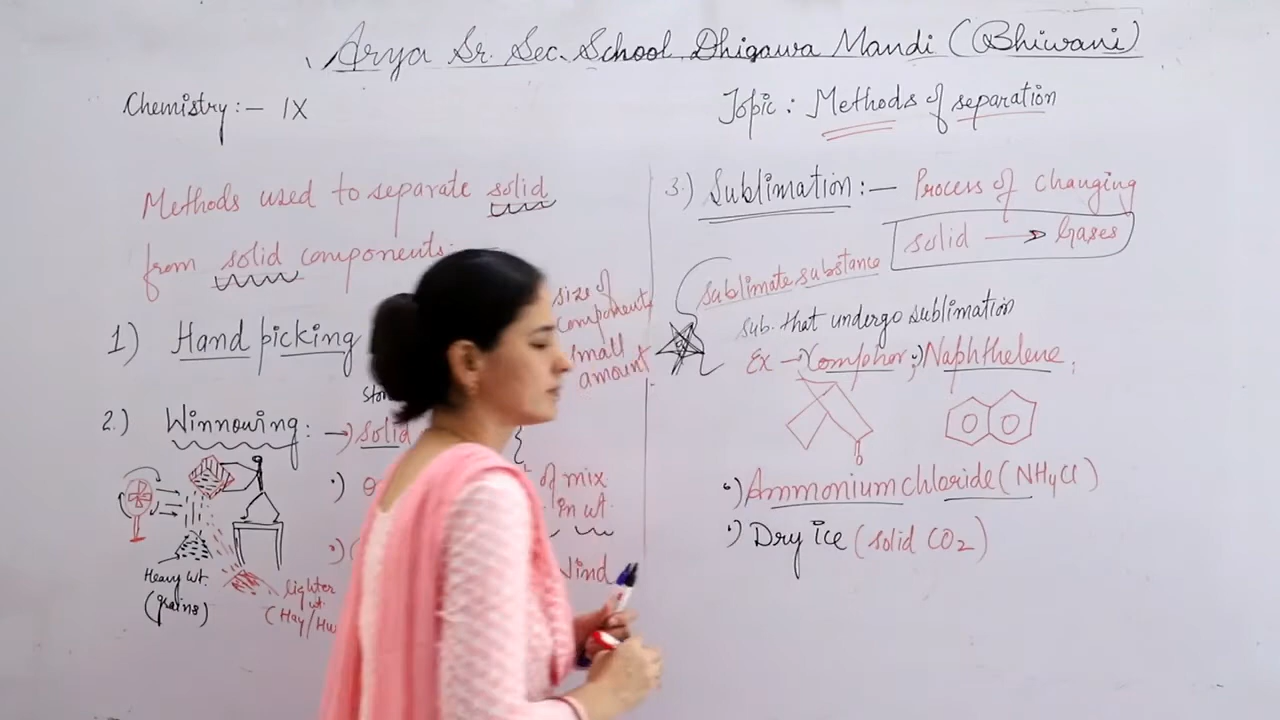 Arya Sr. Sec. School Dhigawa Mandi (Bhiwani)
Chemistry :- IX
Topic : Methods of separation
Methods used to separate solid
from solid components.
1) Hand picking
size of
components
small
amount
2.) Winnowing : → solid
of mix
in wt.
Wind
Heavy wt.
(grains)
lighter
wt.
(Hay/
3.) Sublimation :- Process of changing
solid → Gases
sublimate substance
sub. that undergo sublimation
Ex → Camphor ; Naphthelene ;
Ammonium chloride (NH4Cl)
Dry ice (solid CO2)